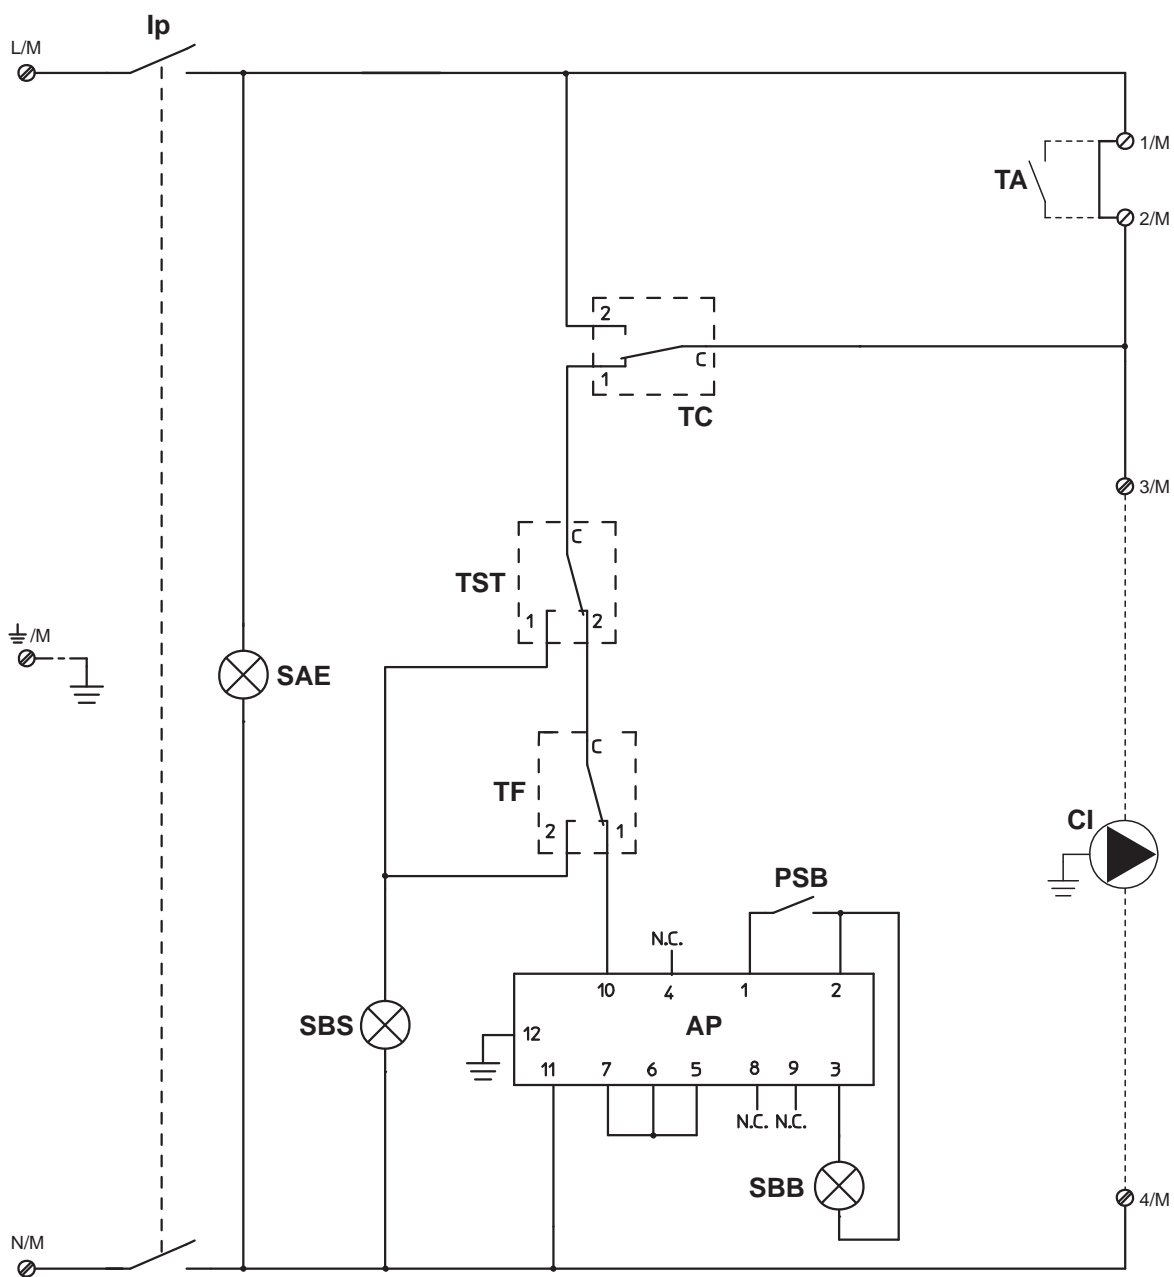 Ip
L/M
1/M
TA
2/M
2
C
1
TC
3/M
C
TST
1 2
/M
SAE
C
TF
2 1
CI
PSB
N.C.
10 4 1 2
SBS
12
AP
11 7 6 5 8 9 3
N.C. N.C.
SBB
4/M
N/M